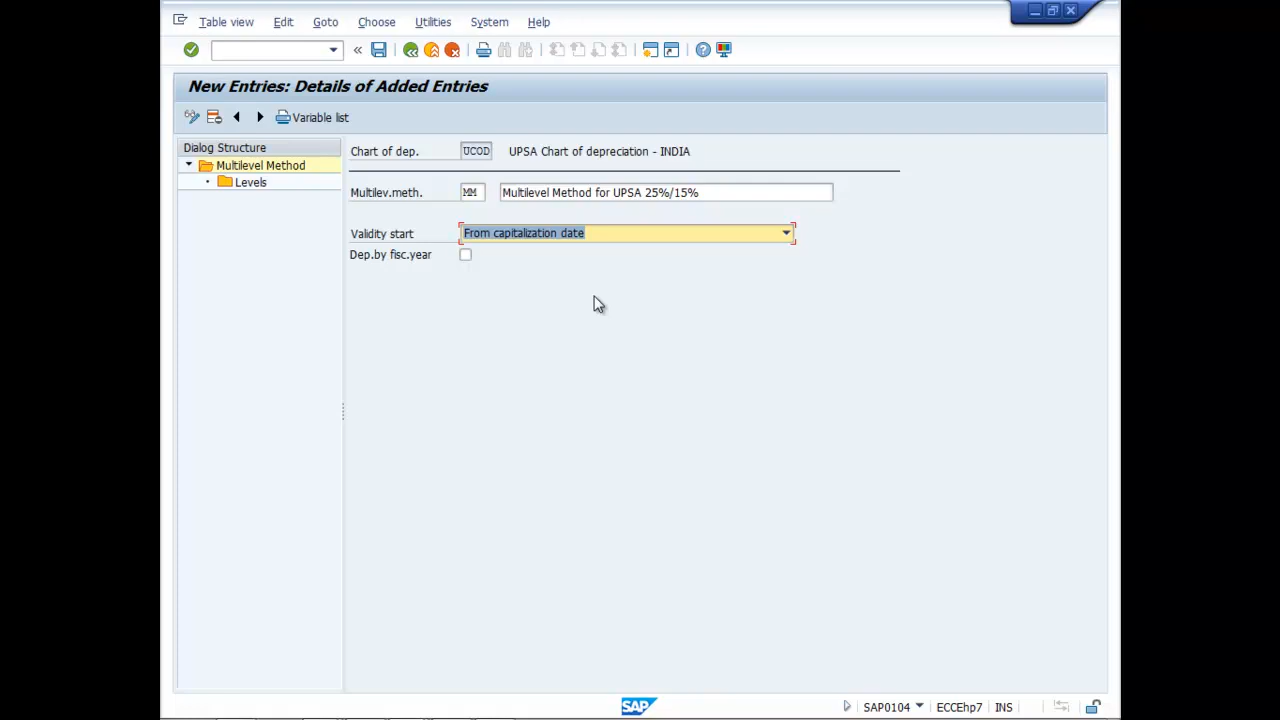 Table view Edit Goto Choose Utilities System Help
New Entries: Details of Added Entries
Variable list
Dialog Structure
Multilevel Method
Levels
Chart of dep. UCOD UPSA Chart of depreciation - INDIA
Multilev.meth. MM Multilevel Method for UPSA 25%/15%
Validity start From capitalization date
Dep.by fisc.year
SAP SAP0104 ECCEhp7 INS